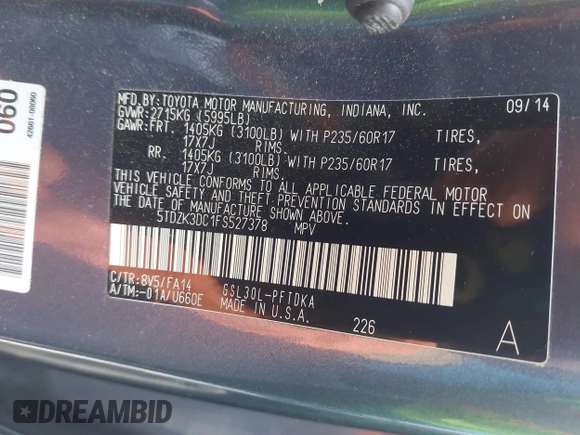 060
42661-08060
MFD.BY:TOYOTA MOTOR MANUFACTURING, INDIANA, INC. 09/14
GVWR:2715KG (5995LB)
GAWR:FRT. 1405KG (3100LB) WITH P235/60R17 TIRES,
17X7J RIMS.
RR. 1405KG (3100LB) WITH P235/60R17 TIRES,
17X7J RIMS.
THIS VEHICLE CONFORMS TO ALL APPLICABLE FEDERAL MOTOR
VEHICLE SAFETY AND THEFT PREVENTION STANDARDS IN EFFECT ON
THE DATE OF MANUFACTURE SHOWN ABOVE.
5TDZK3DC1FS527378 MPV
C/TR:8V5/FA14 GSL30L-PFTDKA
A/TM:-01A/U660E MADE IN U.S.A. 226 A
DREAMBID